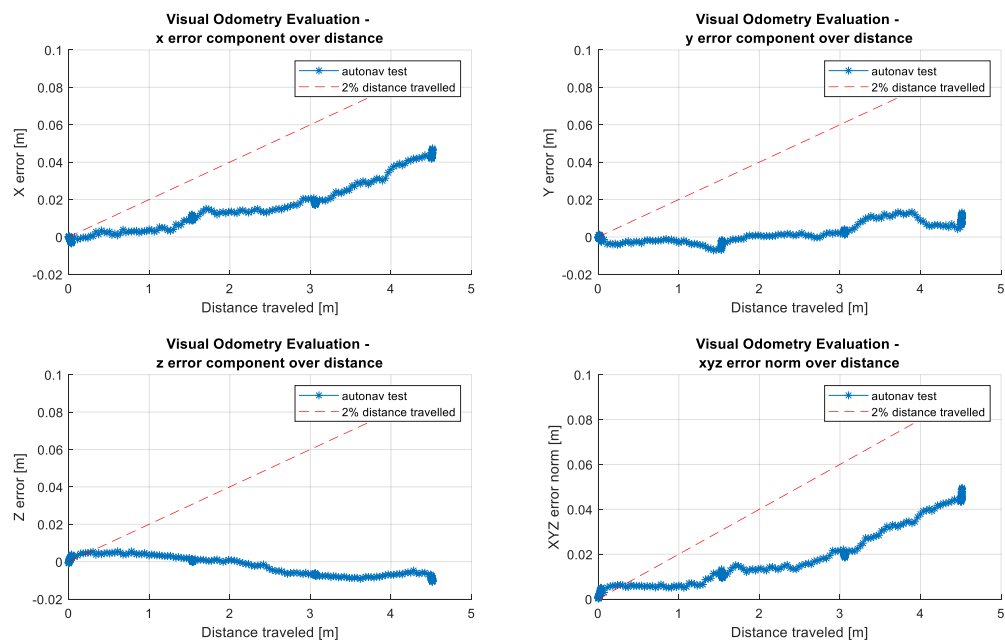 Visual Odometry Evaluation -
x error component over distance
0.1
0.08
0.06
0.04
0.02
0
-0.02
X error [m]
autonav test
2% distance travelled
0 1 2 3 4 5
Distance traveled [m]
Visual Odometry Evaluation -
y error component over distance
0.1
0.08
0.06
0.04
0.02
0
-0.02
Y error [m]
autonav test
2% distance travelled
0 1 2 3 4 5
Distance traveled [m]
Visual Odometry Evaluation -
z error component over distance
0.1
0.08
0.06
0.04
0.02
0
-0.02
Z error [m]
autonav test
2% distance travelled
0 1 2 3 4 5
Distance traveled [m]
Visual Odometry Evaluation -
xyz error norm over distance
0.1
0.08
0.06
0.04
0.02
0
XYZ error norm [m]
autonav test
2% distance travelled
0 1 2 3 4 5
Distance traveled [m]